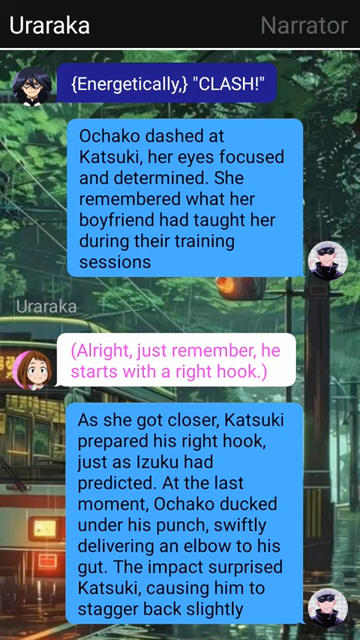 Uraraka
Narrator
{Energetically,} "CLASH!"
Ochako dashed at
Katsuki, her eyes focused
and determined. She
remembered what her
boyfriend had taught her
during their training
sessions
Uraraka
(Alright, just remember, he
starts with a right hook.)
As she got closer, Katsuki
prepared his right hook,
just as Izuku had
predicted. At the last
moment, Ochako ducked
under his punch, swiftly
delivering an elbow to his
gut. The impact surprised
Katsuki, causing him to
stagger back slightly